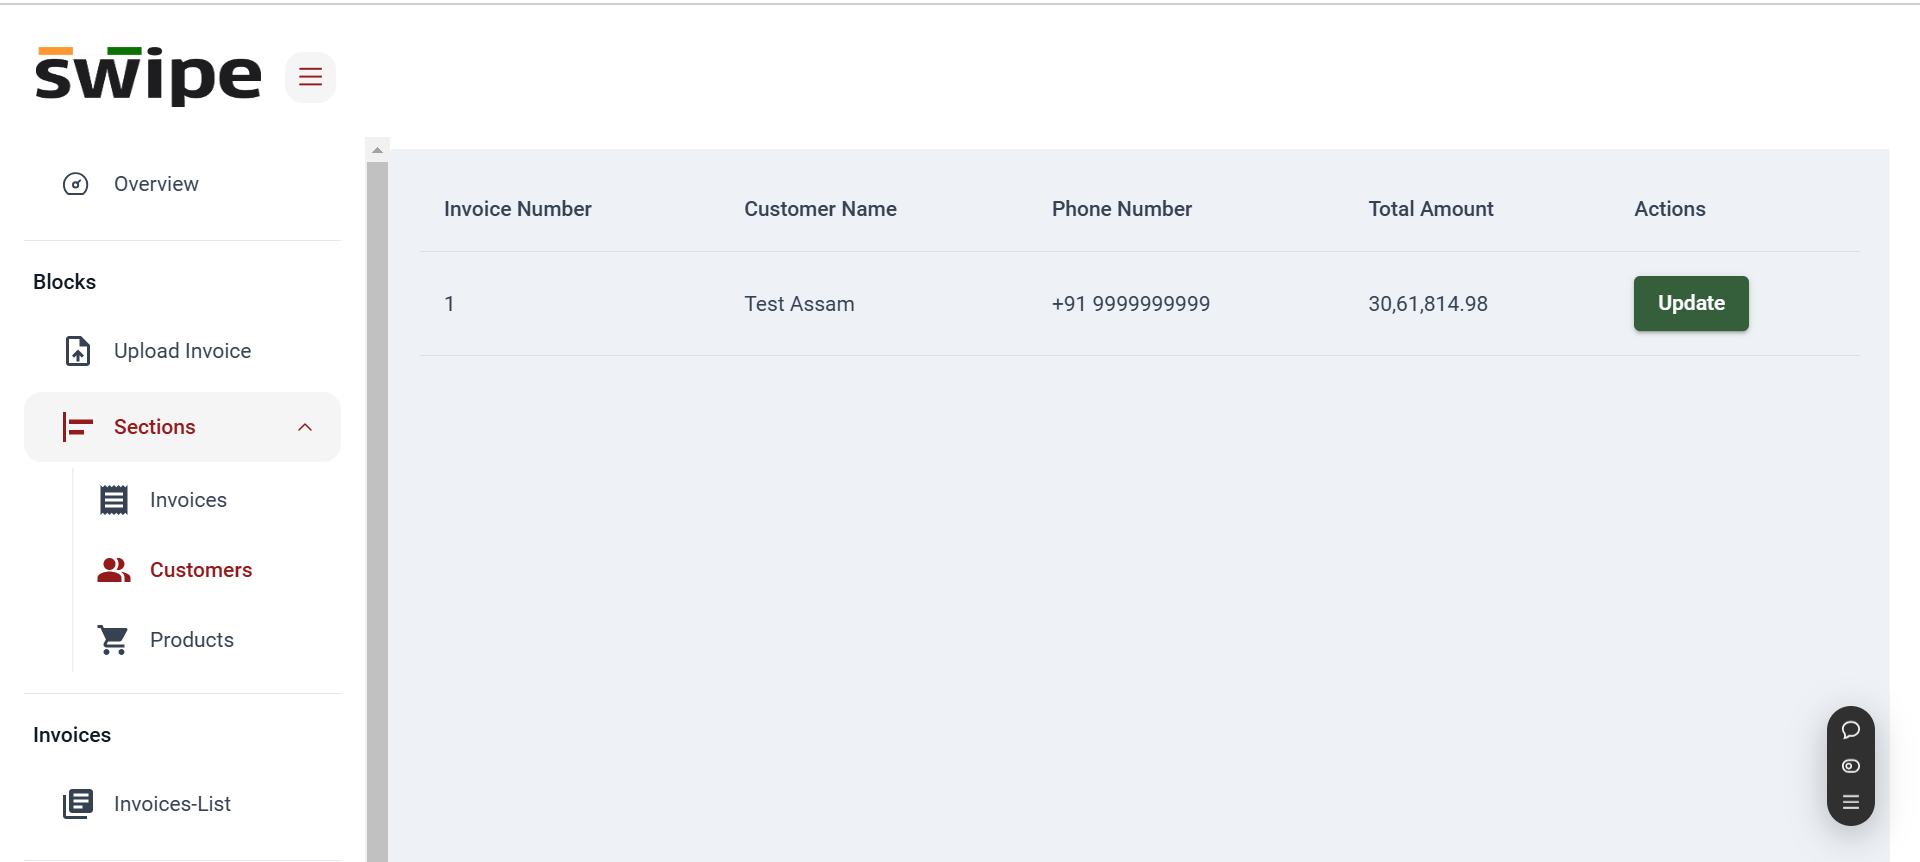 swipe
Overview
Blocks
Upload Invoice
Sections
Invoices
Customers
Products
Invoices
Invoices-List
Invoice Number Customer Name Phone Number Total Amount Actions
1 Test Assam +91 9999999999 30,61,814.98 Update